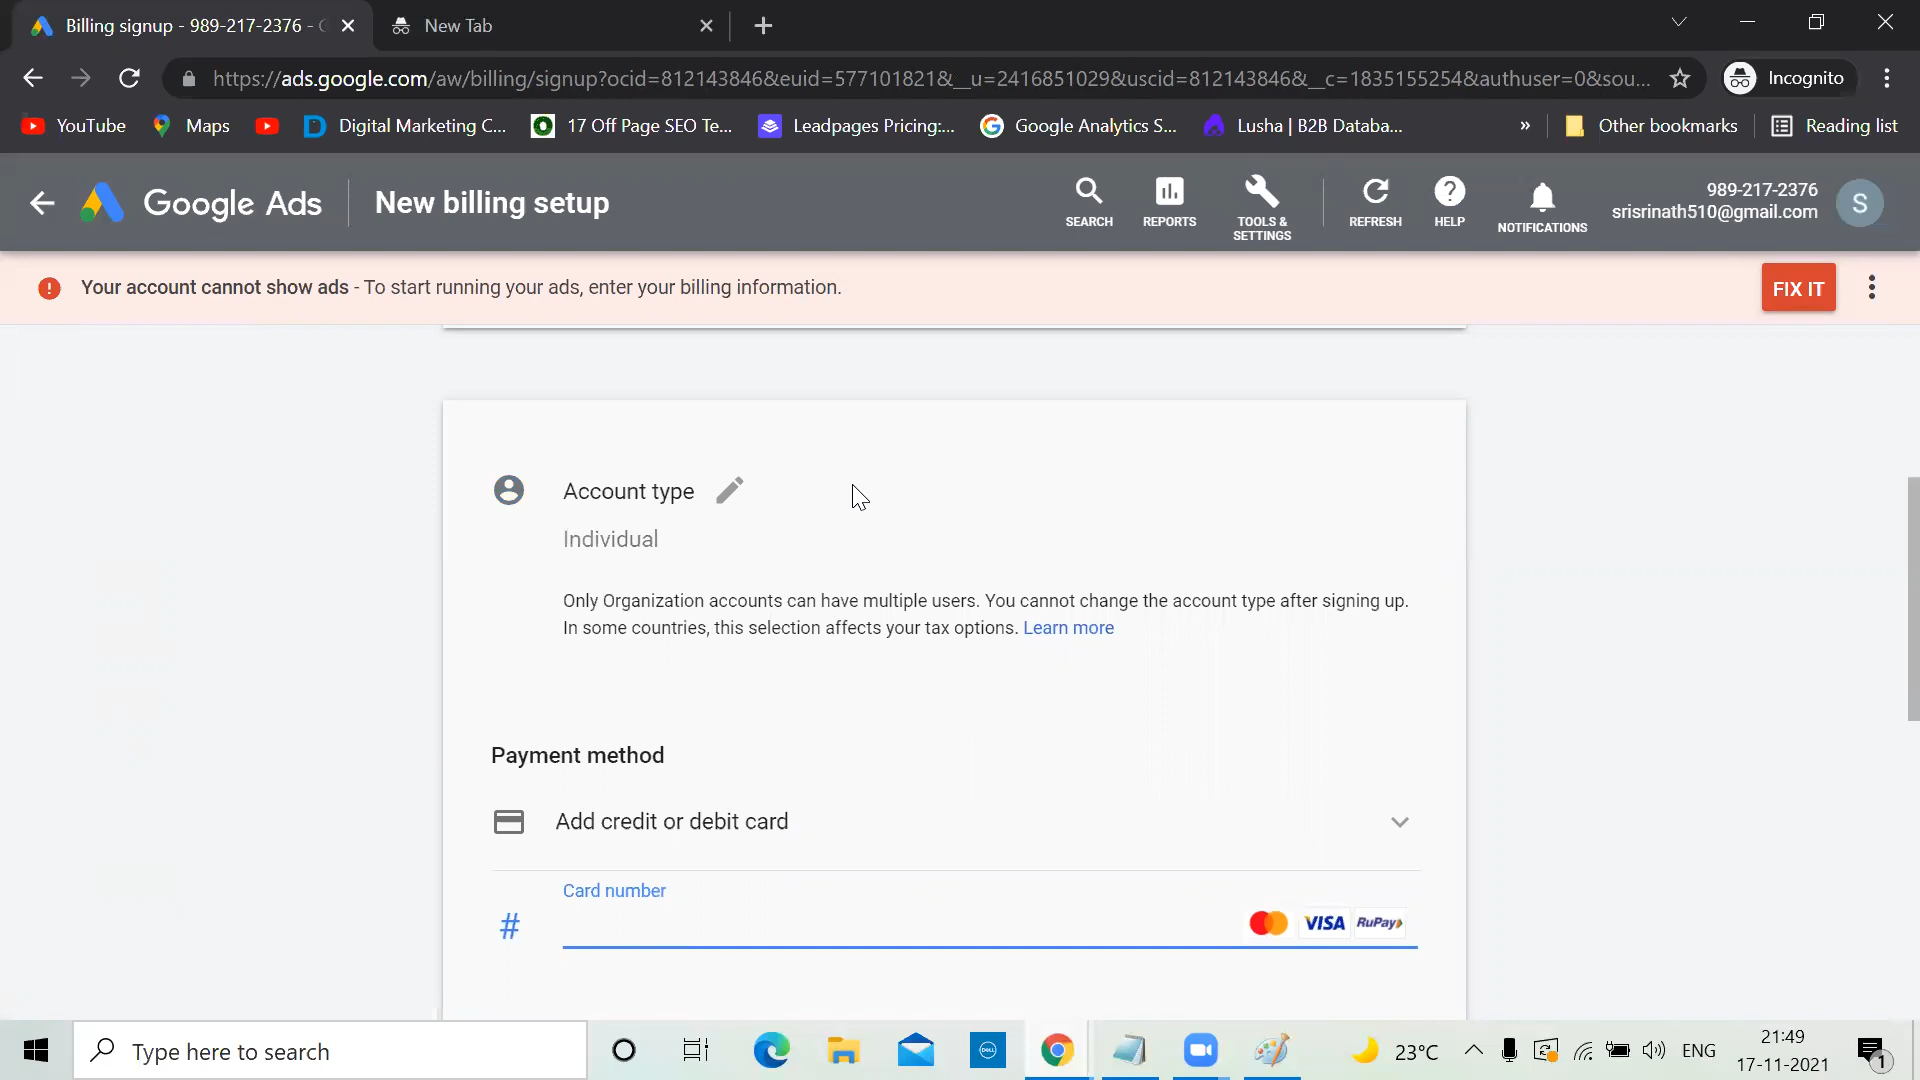 Billing signup - 989-217-2376 -
New Tab
https://ads.google.com/aw/billing/signup?ocid=812143846&euid=577101821&__u=2416851029&uscid=812143846&__c=1835155254&authuser=0&sou...
Incognito
YouTube
Maps
Digital Marketing C...
17 Off Page SEO Te...
Leadpages Pricing:...
Google Analytics S...
Lusha | B2B Databa...
»
Other bookmarks
Reading list
Google Ads
New billing setup
SEARCH
REPORTS
TOOLS &
SETTINGS
REFRESH
HELP
NOTIFICATIONS
989-217-2376
srisrinath510@gmail.com
S
Your account cannot show ads - To start running your ads, enter your billing information.
FIX IT
Account type
Individual
Only Organization accounts can have multiple users. You cannot change the account type after signing up.
In some countries, this selection affects your tax options. Learn more
Payment method
Add credit or debit card
Card number
#
VISA
RuPay
Type here to search
DELL
23°C
ENG
21:49
17-11-2021
1